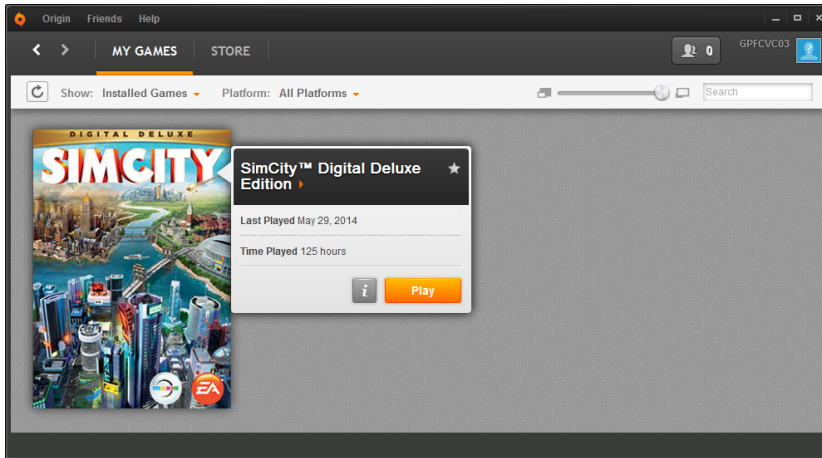 Origin Friends Help
MY GAMES STORE
0
GPFCVC03
Show: Installed Games Platform: All Platforms
Search
DIGITAL DELUXE
SIMCITY
SimCity™ Digital Deluxe
Edition
Last Played May 29, 2014
Time Played 125 hours
i Play
maxis EA